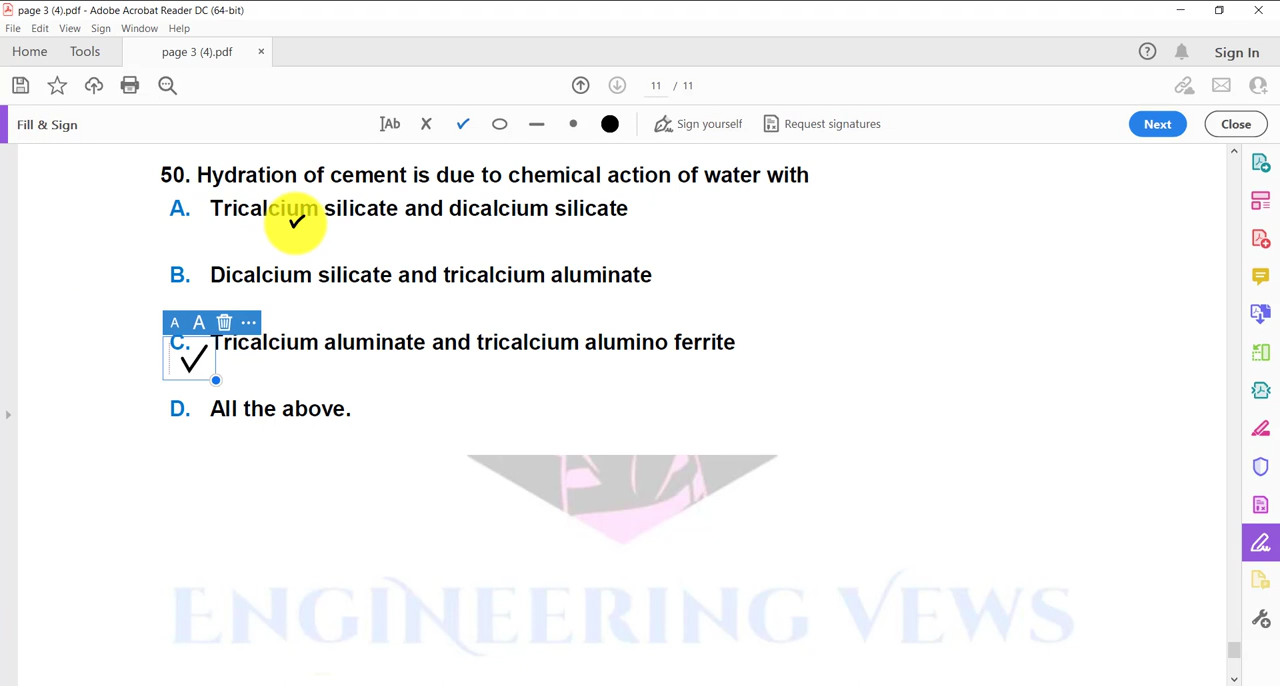 page 3 (4).pdf - Adobe Acrobat Reader DC (64-bit)
File Edit View Sign Window Help
Home Tools page 3 (4).pdf × Sign In
11 / 11
Fill & Sign IAb Sign yourself Request signatures Next Close
50. Hydration of cement is due to chemical action of water with
A. Tricalcium silicate and dicalcium silicate
B. Dicalcium silicate and tricalcium aluminate
A A
C. Tricalcium aluminate and tricalcium alumino ferrite
D. All the above.
ENGINEERING VEWS